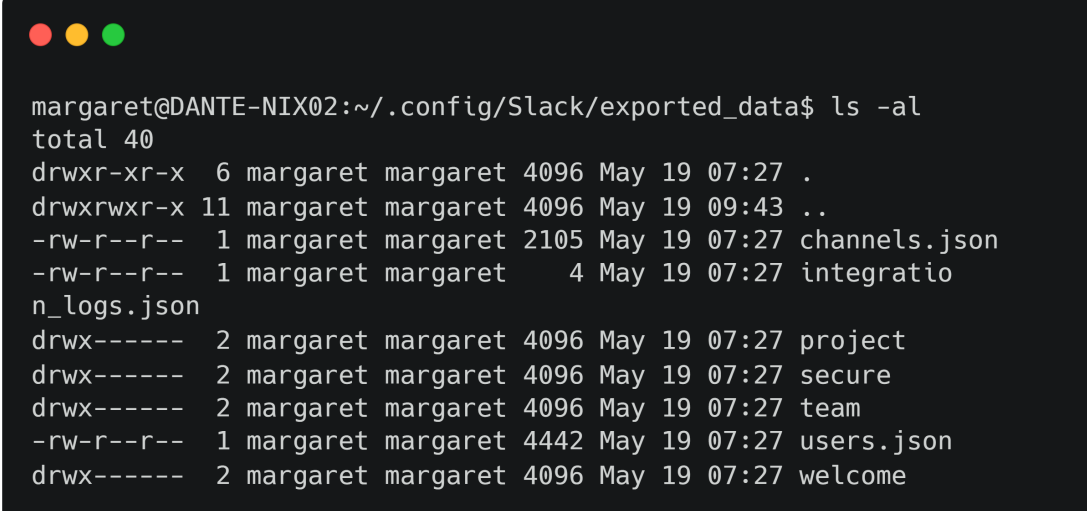 margaret@DANTE-NIX02:~/.config/Slack/exported_data$ ls -al
total 40
drwxr-xr-x  6 margaret margaret 4096 May 19 07:27 .
drwxrwxr-x 11 margaret margaret 4096 May 19 09:43 ..
-rw-r--r--  1 margaret margaret 2105 May 19 07:27 channels.json
-rw-r--r--  1 margaret margaret    4 May 19 07:27 integratio
n_logs.json
drwx------  2 margaret margaret 4096 May 19 07:27 project
drwx------  2 margaret margaret 4096 May 19 07:27 secure
drwx------  2 margaret margaret 4096 May 19 07:27 team
-rw-r--r--  1 margaret margaret 4442 May 19 07:27 users.json
drwx------  2 margaret margaret 4096 May 19 07:27 welcome